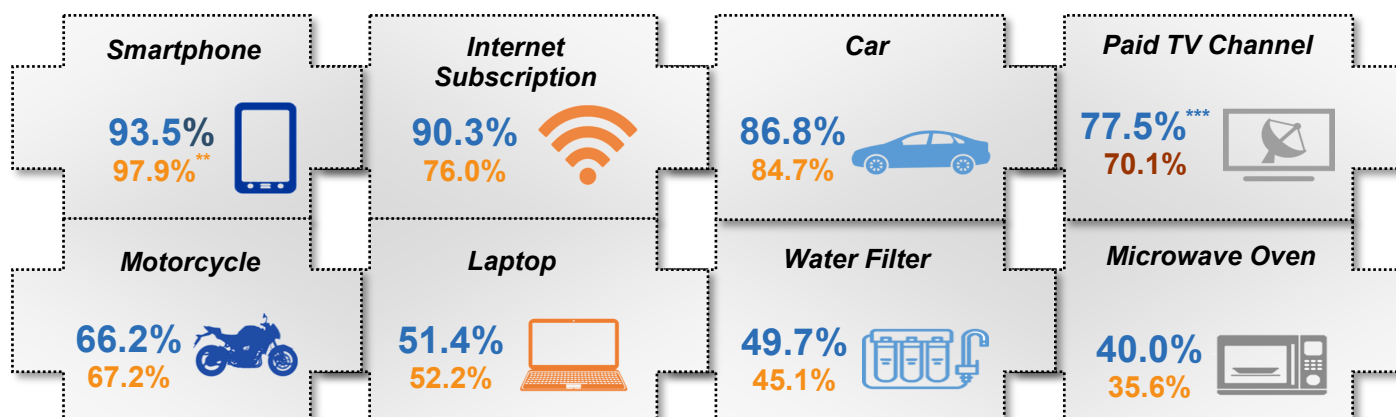 Smartphone
93.5%
97.9%**
Internet
Subscription
90.3%
76.0%
Car
86.8%
84.7%
Paid TV Channel
77.5%***
70.1%
Motorcycle
66.2%
67.2%
Laptop
51.4%
52.2%
Water Filter
49.7%
45.1%
Microwave Oven
40.0%
35.6%